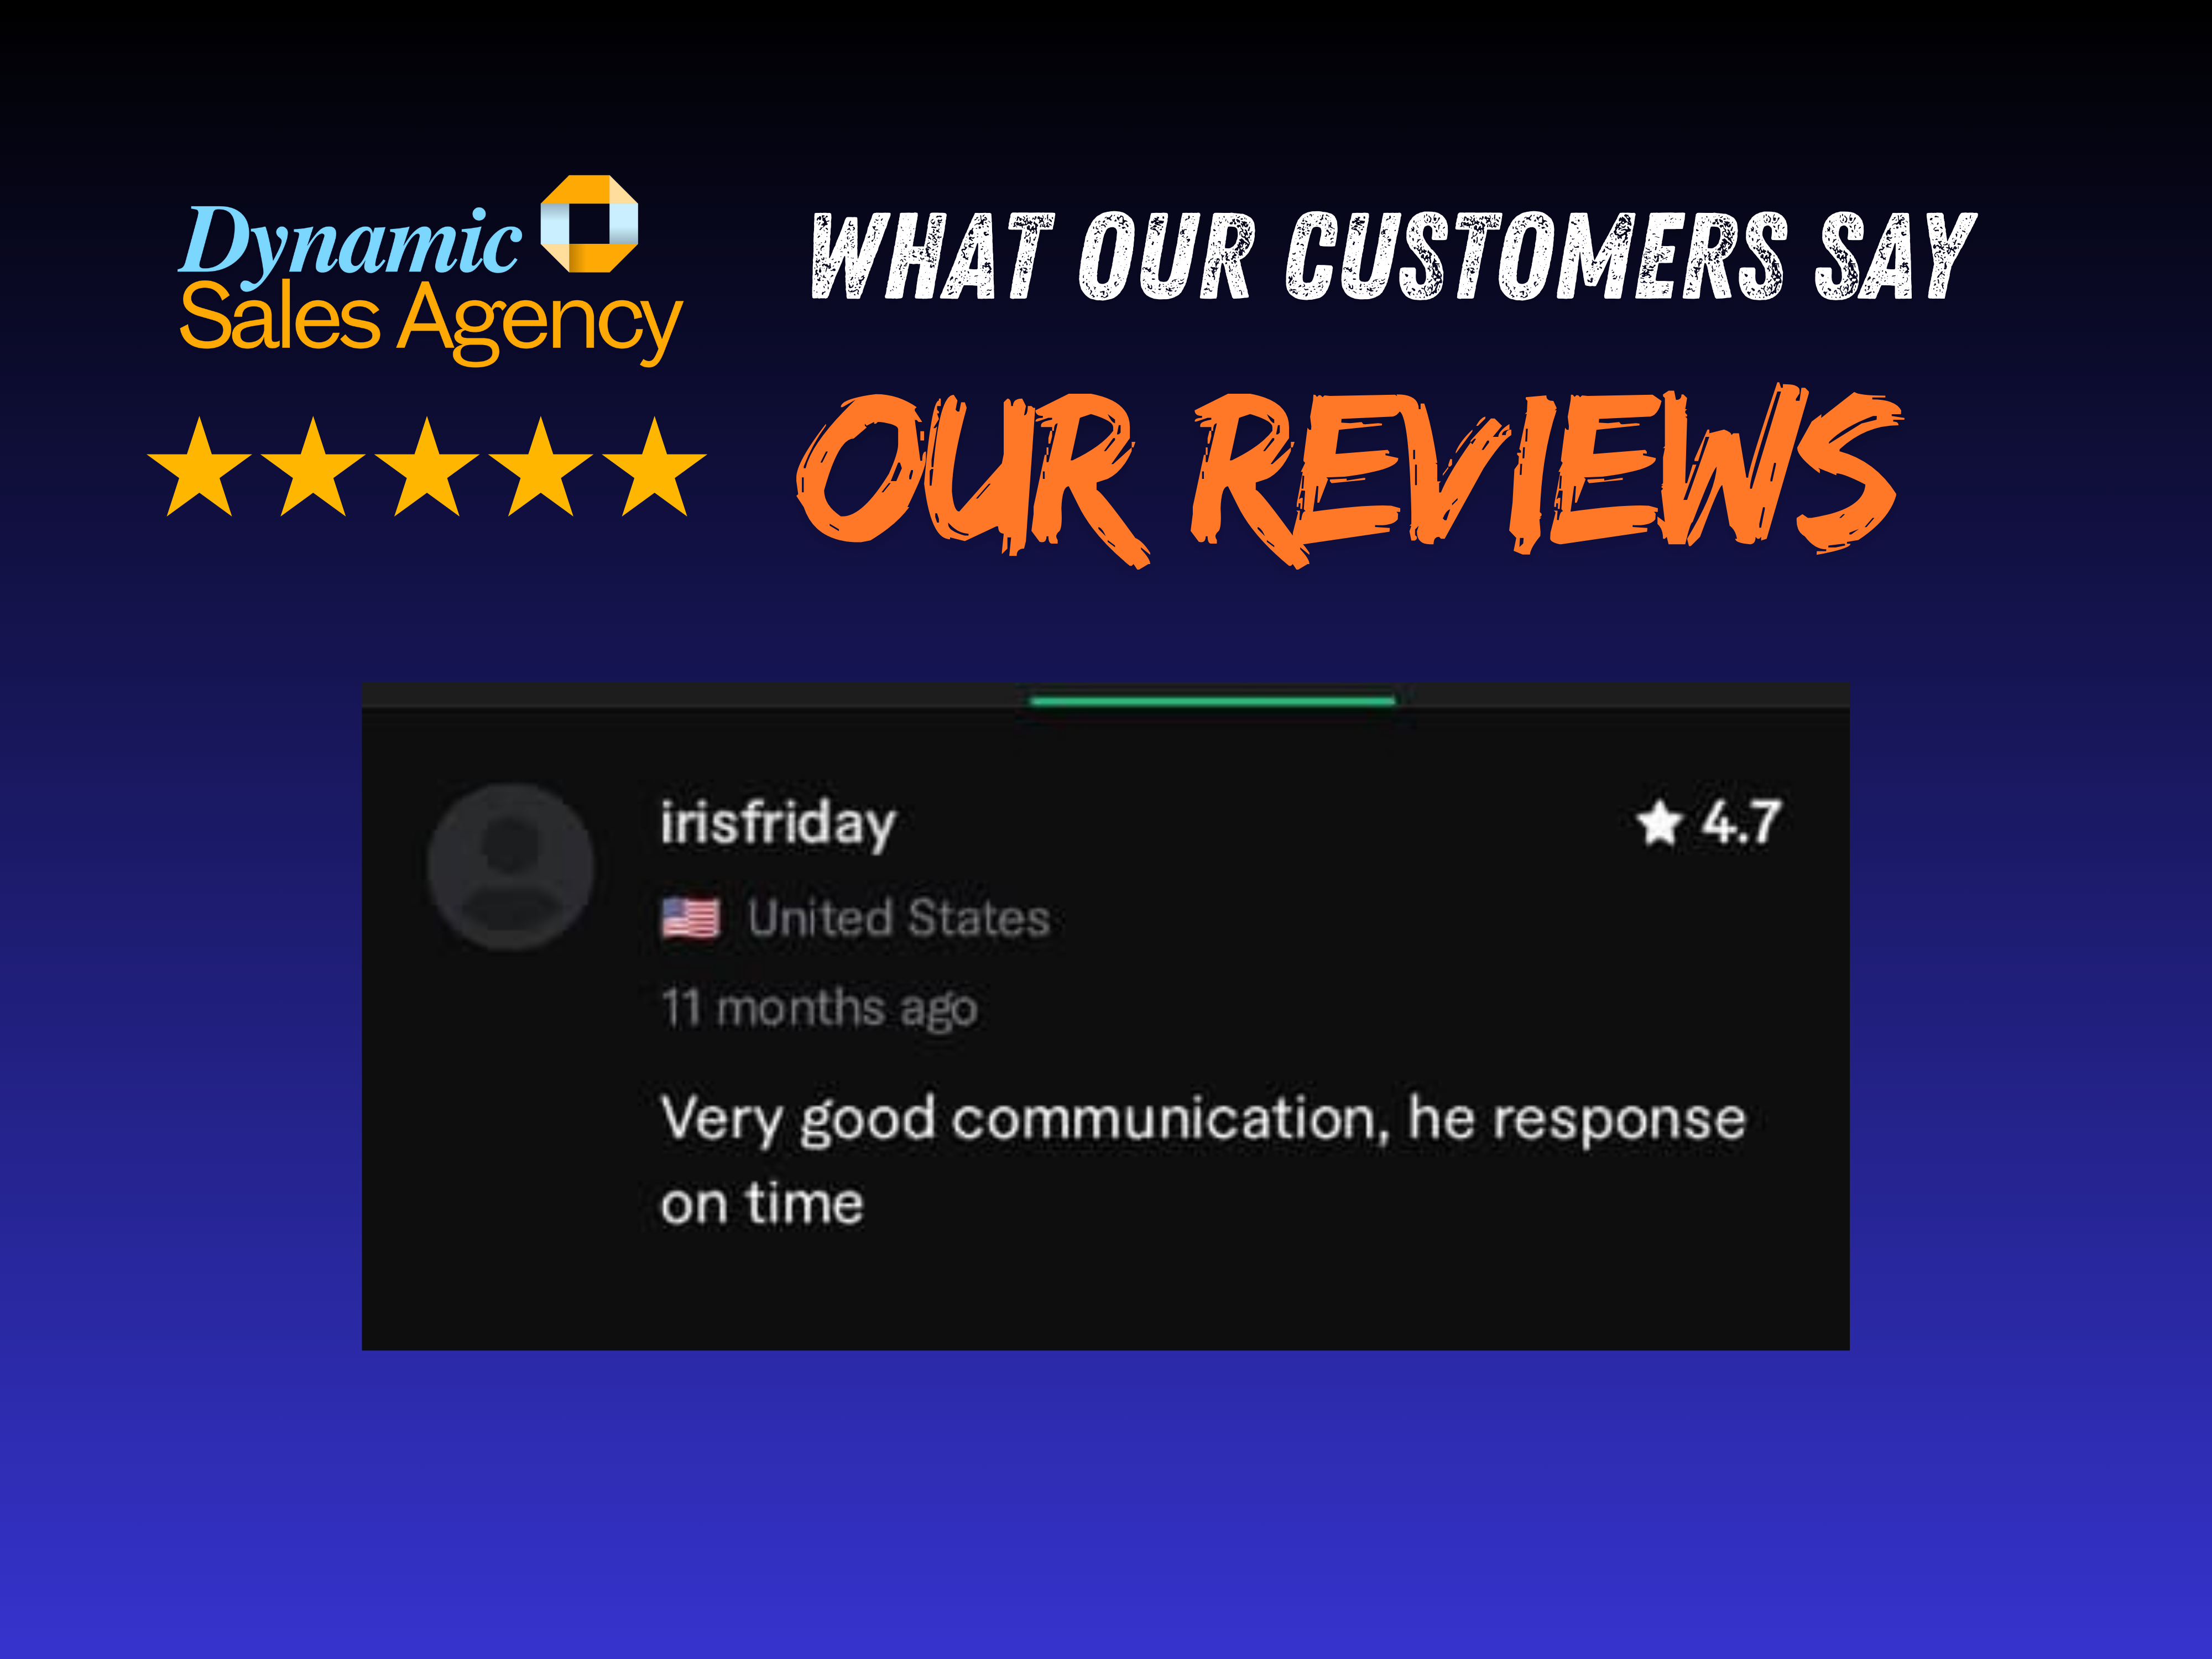 Dynamic
Sales Agency
WHAT OUR CUSTOMERS SAY
OUR REVIEWS
irisfriday
4.7
United States
11 months ago
Very good communication, he response
on time